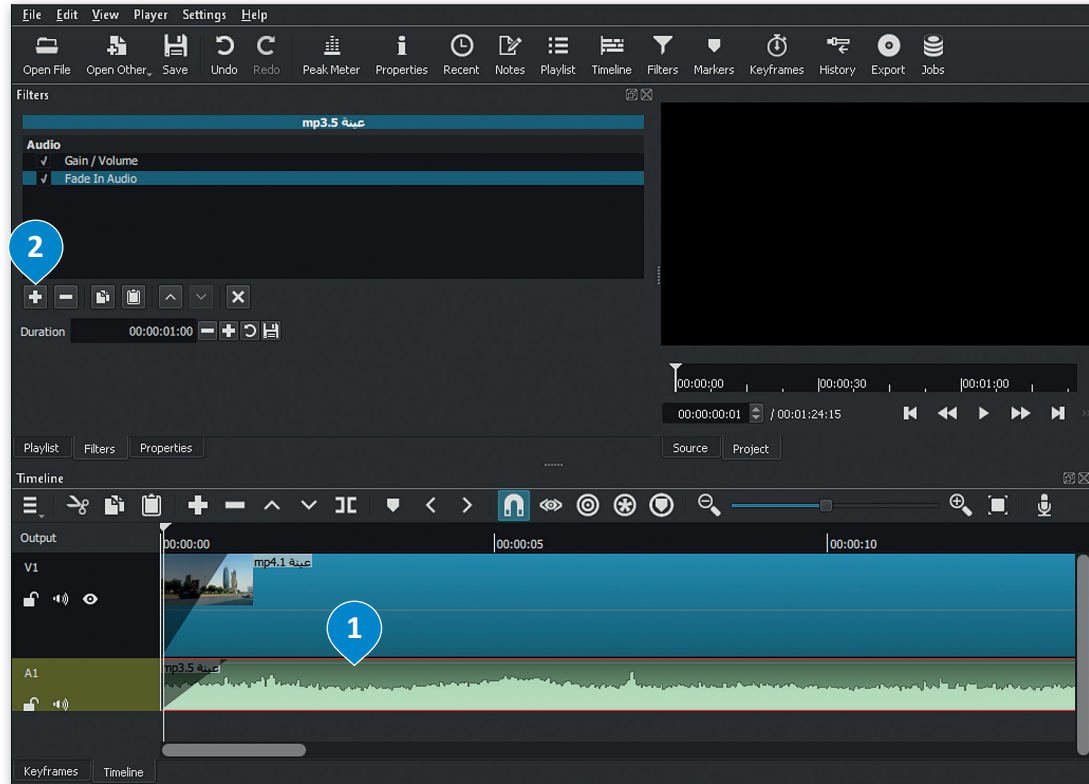 File Edit View Player Settings Help
Open File Open Other Save Undo Redo Peak Meter Properties Recent Notes Playlist Timeline Filters Markers Keyframes History Export Jobs
Filters
عينة mp3.5
Audio
Gain / Volume
Fade In Audio
2
Duration 00:00:01:00
00:00:00 00:00:30 00:01:00
00:00:00:01 / 00:01:24:15
Playlist Filters Properties
Source Project
Timeline
Output
00:00:00 00:00:05 00:00:10
V1
عينة mp4.1
1
A1
عينة mp3.5
Keyframes Timeline